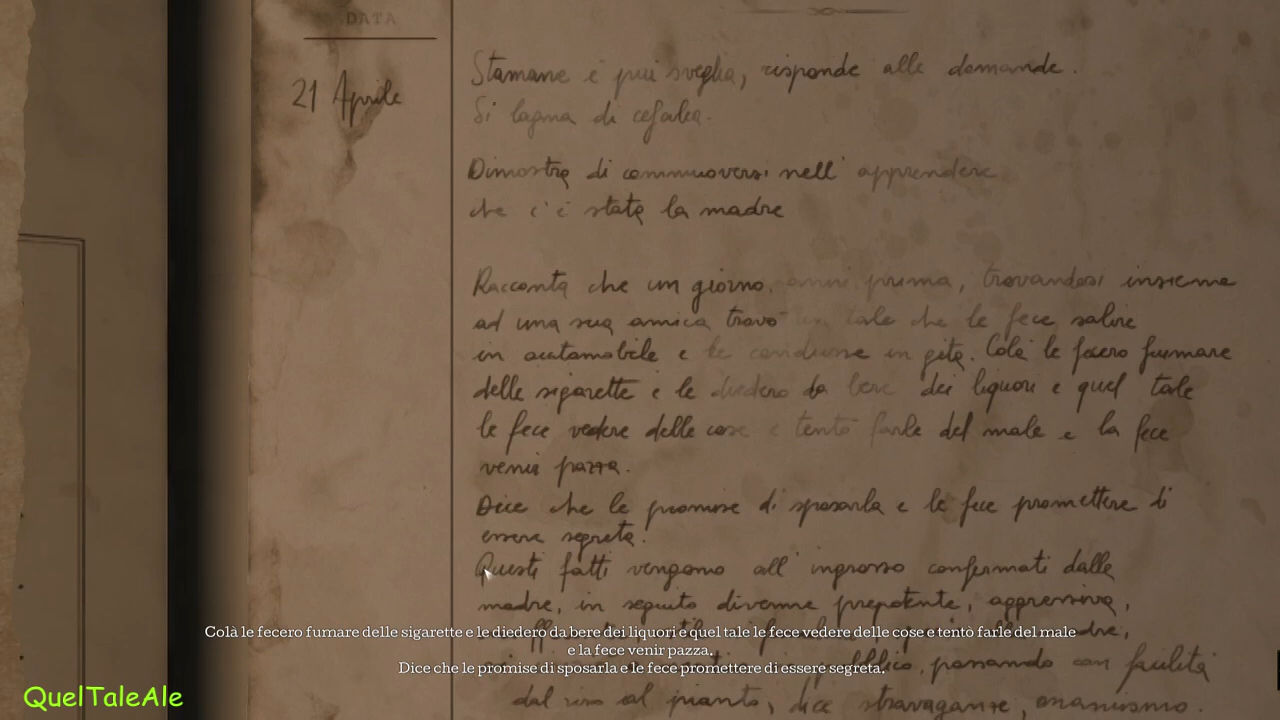 DATA
21 Aprile
Stamane è più sveglia, risponde alle domande.
Si lagna di cefalea.
Dimostra di commuoversi nell' apprendere
che c'è stata la madre
Racconta che un giorno, anni prima, trovandosi insieme
ad una sua amica trovò un tale che le fece salire
in automobile e le condusse in gita. Colà le fecero fumare
delle sigarette e le diedero da bere dei liquori e quel tale
le fece vedere delle cose e tentò farle del male e la fece
venir pazza.
Dice che le promise di sposarla e le fece promettere di
essere segreta.
Questi fatti vengono all' ingrosso confermati dalla
madre, in seguito divenne prepotente, aggressiva,
dre,
Colà le fecero fumare delle sigarette e le diedero da bere dei liquori e quel tale le fece vedere delle cose e tentò farle del male
e la fece venir pazza.
Dice che le promise di sposarla e le fece promettere di essere segreta.
passando con facilità
dal riso al pianto, dice stravaganze, onanismo.
QuelTaleAle